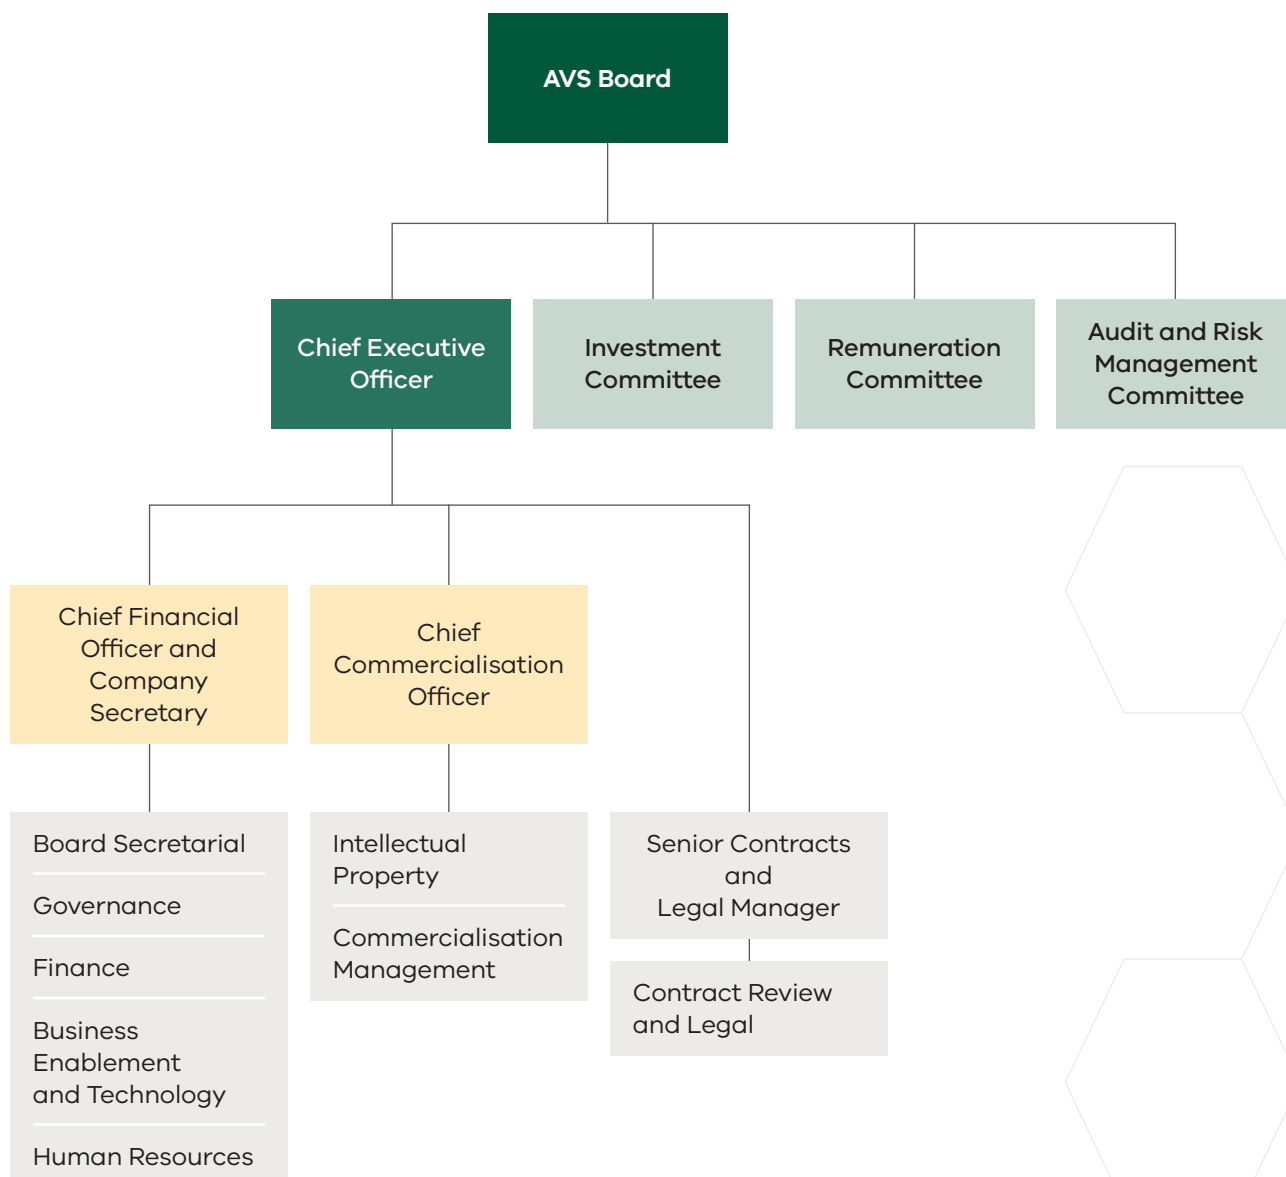 AVS Board
Chief Executive
Officer
Investment
Committee
Remuneration
Committee
Audit and Risk
Management
Committee
Chief Financial
Officer and
Company
Secretary
Chief
Commercialisation
Officer
Board Secretarial
Governance
Finance
Business
Enablement
and Technology
Human Resources
Intellectual
Property
Commercialisation
Management
Senior Contracts
and
Legal Manager
Contract Review
and Legal